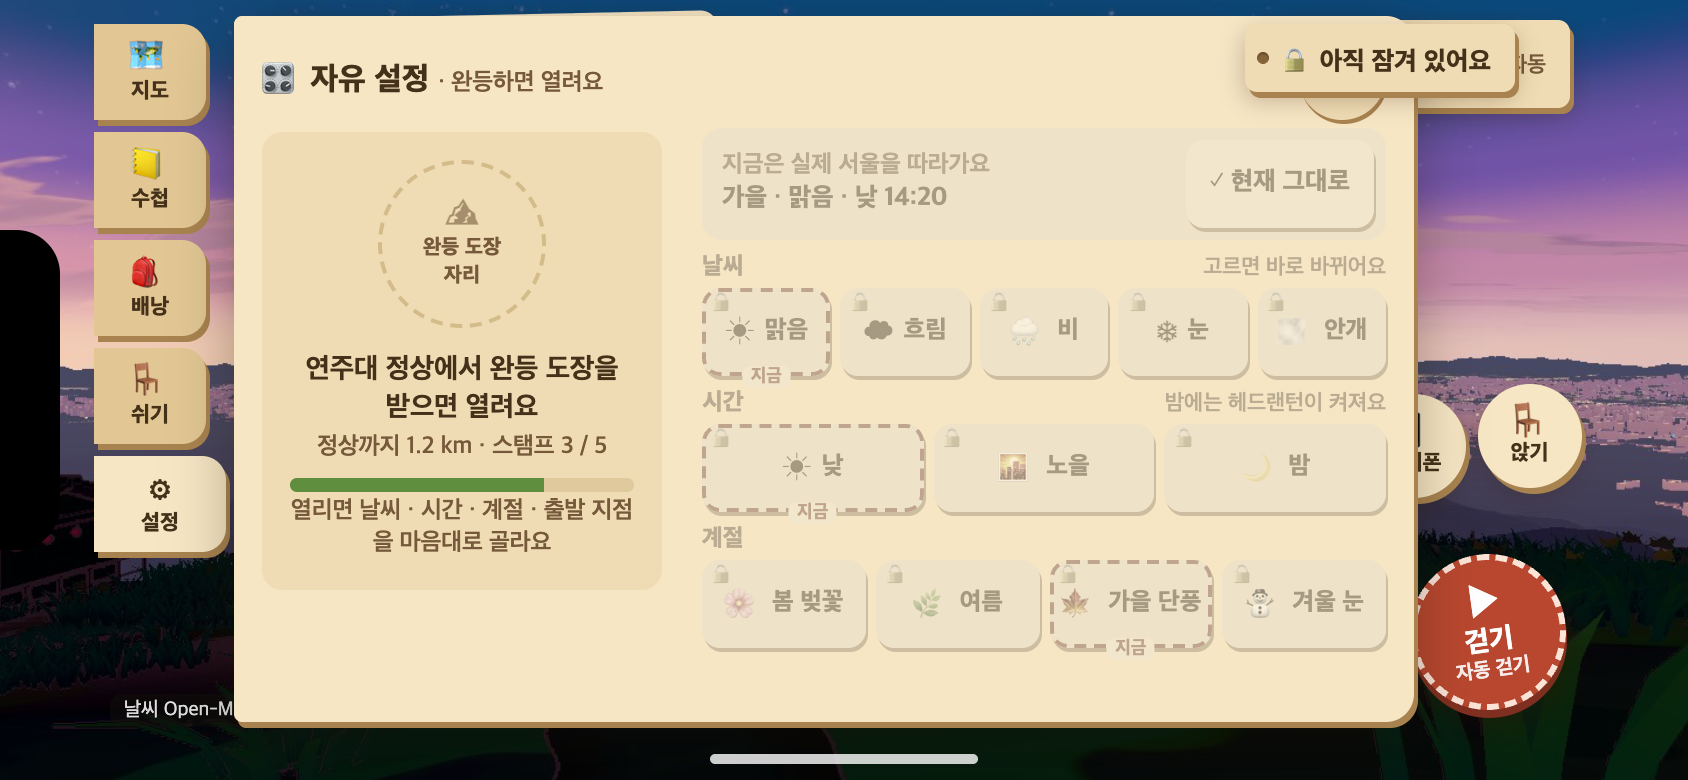 지도
수첩
배낭
쉬기
설정
자유 설정 · 완등하면 열려요
아직 잠겨 있어요
자동
완등 도장
자리
연주대 정상에서 완등 도장을
받으면 열려요
정상까지 1.2 km · 스탬프 3 / 5
열리면 날씨 · 시간 · 계절 · 출발 지점
을 마음대로 골라요
지금은 실제 서울을 따라가요
가을 · 맑음 · 낮 14:20
✓ 현재 그대로
날씨
고르면 바로 바뀌어요
맑음
흐림
비
눈
안개
지금
시간
밤에는 헤드랜턴이 켜져요
낮
노을
밤
지금
계절
봄 벚꽃
여름
가을 단풍
겨울 눈
지금
폰
앉기
걷기
자동 걷기
날씨 Open-M